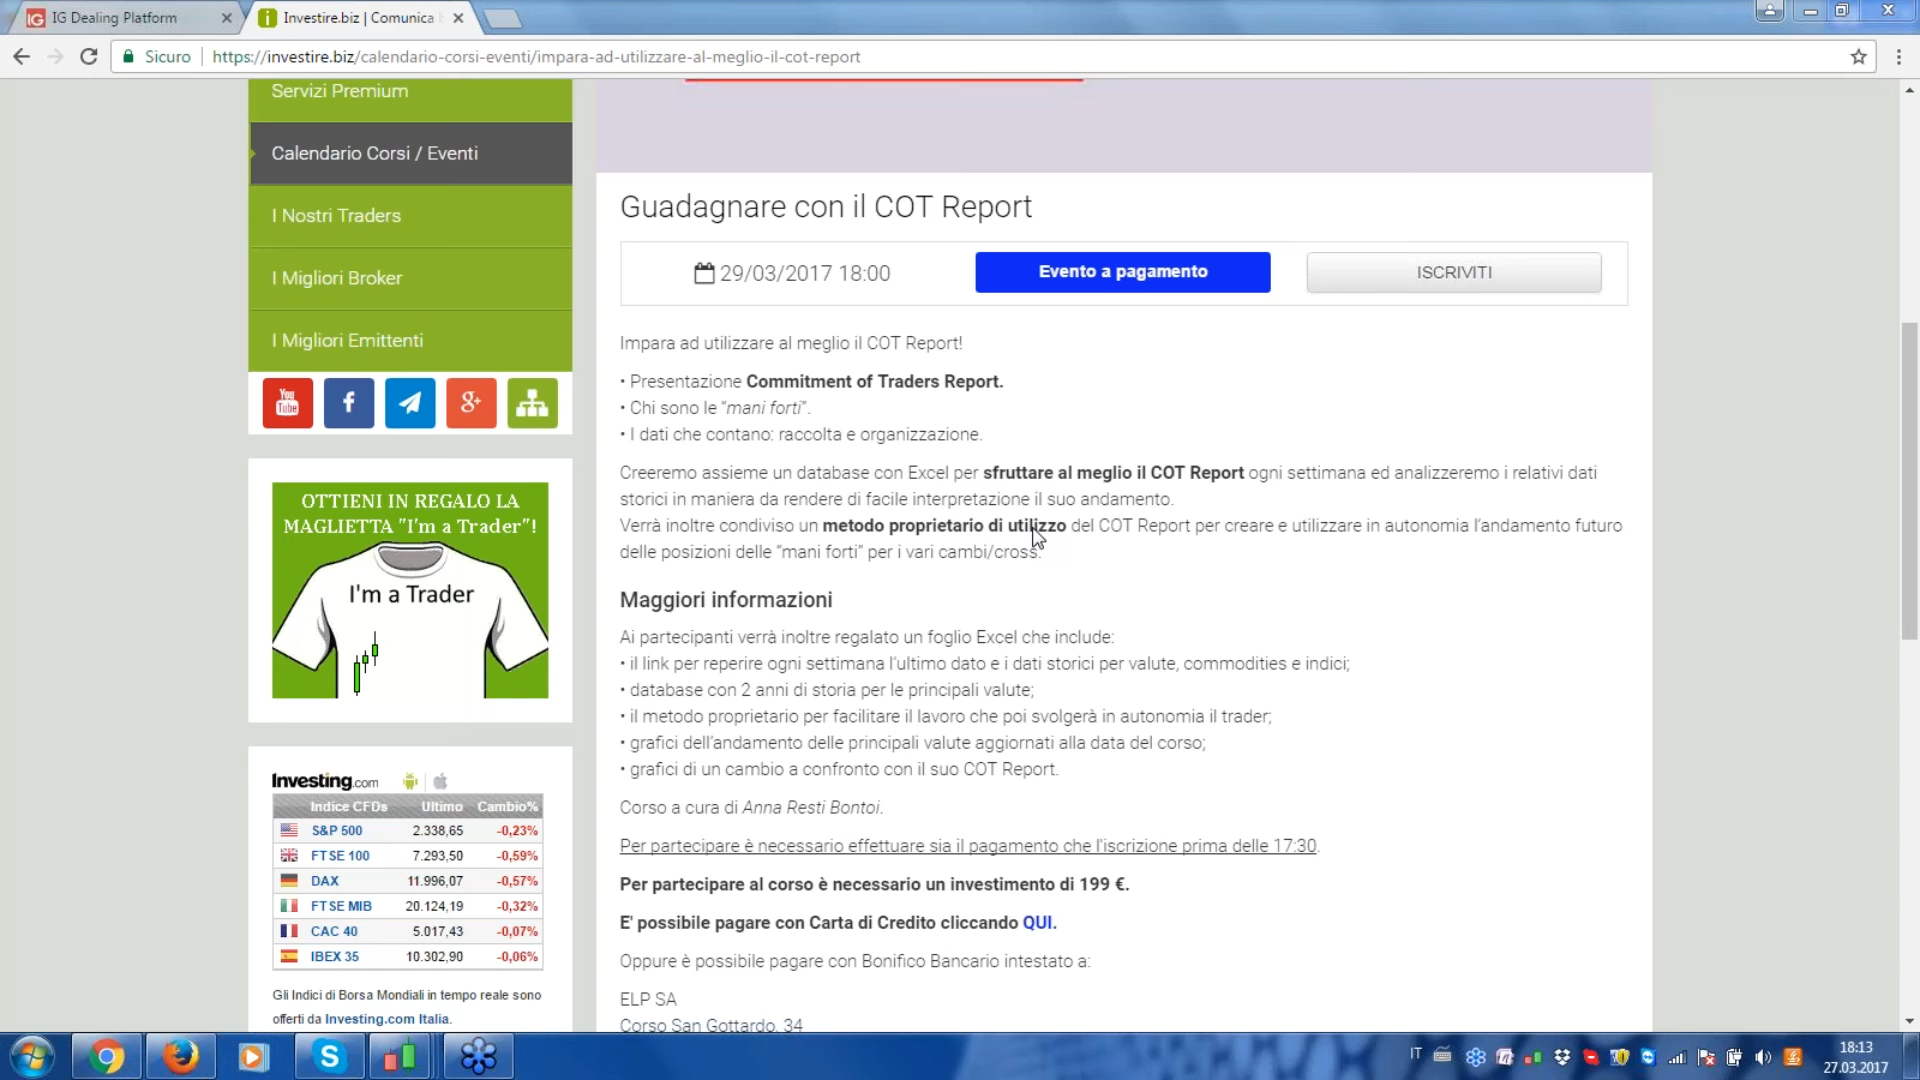 IG Dealing Platform
Investire.biz | Comunica
Sicuro
https://investire.biz/calendario-corsi-eventi/impara-ad-utilizzare-al-meglio-il-cot-report
Servizi Premium
Calendario Corsi / Eventi
I Nostri Traders
I Migliori Broker
I Migliori Emittenti
You
Tube
f
g+
OTTIENI IN REGALO LA
MAGLIETTA "I'm a Trader"!
I'm a Trader
Investing.com
Indice CFDs Ultimo Cambio%
S&P 500 2.338,65 -0,23%
FTSE 100 7.293,50 -0,59%
DAX 11.996,07 -0,57%
FTSE MIB 20.124,19 -0,32%
CAC 40 5.017,43 -0,07%
IBEX 35 10.302,90 -0,06%
Gli Indici di Borsa Mondiali in tempo reale sono
offerti da Investing.com Italia.
Guadagnare con il COT Report
29/03/2017 18:00
Evento a pagamento
ISCRIVITI
Impara ad utilizzare al meglio il COT Report!
• Presentazione Commitment of Traders Report.
• Chi sono le “mani forti”.
• I dati che contano: raccolta e organizzazione.
Creeremo assieme un database con Excel per sfruttare al meglio il COT Report ogni settimana ed analizzeremo i relativi dati
storici in maniera da rendere di facile interpretazione il suo andamento.
Verrà inoltre condiviso un metodo proprietario di utilizzo del COT Report per creare e utilizzare in autonomia l’andamento futuro
delle posizioni delle “mani forti” per i vari cambi/cross.
Maggiori informazioni
Ai partecipanti verrà inoltre regalato un foglio Excel che include:
• il link per reperire ogni settimana l’ultimo dato e i dati storici per valute, commodities e indici;
• database con 2 anni di storia per le principali valute;
• il metodo proprietario per facilitare il lavoro che poi svolgerà in autonomia il trader;
• grafici dell’andamento delle principali valute aggiornati alla data del corso;
• grafici di un cambio a confronto con il suo COT Report.
Corso a cura di Anna Resti Bontoi.
Per partecipare è necessario effettuare sia il pagamento che l'iscrizione prima delle 17:30.
Per partecipare al corso è necessario un investimento di 199 €.
E' possibile pagare con Carta di Credito cliccando QUI.
Oppure è possibile pagare con Bonifico Bancario intestato a:
ELP SA
Corso San Gottardo, 34
IT
18:13
27.03.2017